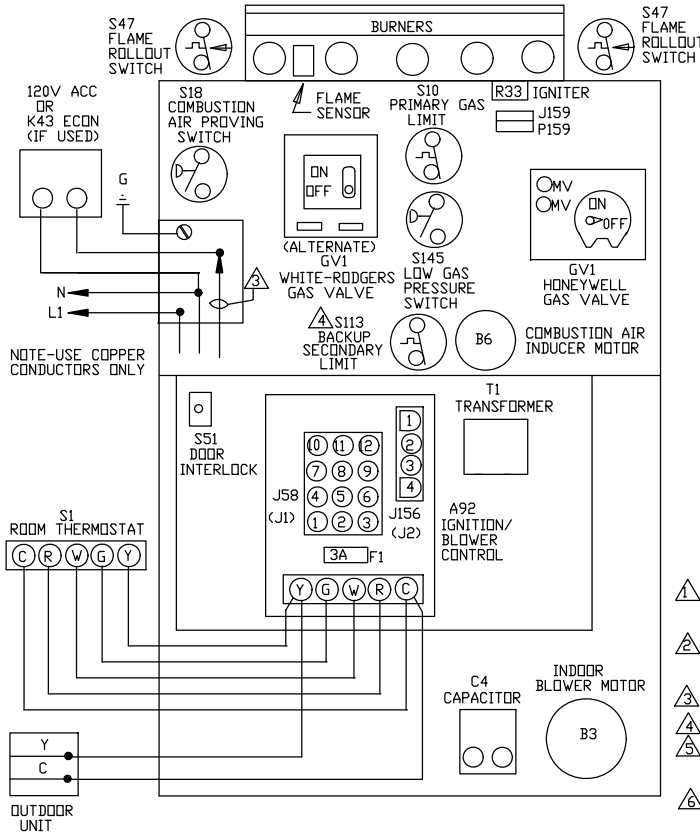 S47
FLAME
ROLLOUT
SWITCH
BURNERS
S47
FLAME
ROLLOUT
SWITCH
120V ACC
OR
K43 ECON
(IF USED)
S18
COMBUSTION
AIR PROVING
SWITCH
FLAME
SENSOR
S10
PRIMARY GAS
LIMIT
R33 IGNITER
J159
P159
G
ON
OFF
(ALTERNATE)
GV1
WHITE-RODGERS
GAS VALVE
MV
MV
ON
OFF
GV1
HONEYWELL
GAS VALVE
S145
LOW GAS
PRESSURE
SWITCH
3
N
L1
4 S113
BACKUP
SECONDARY
LIMIT
B6
COMBUSTION AIR
INDUCER MOTOR
NOTE-USE COPPER
CONDUCTORS ONLY
S51
DOOR
INTERLOCK
T1
TRANSFORMER
10 11 12
7 8 9
4 5 6
1 2 3
J58
(J1)
1
2
3
4
J156
(J2)
A92
IGNITION/
BLOWER
CONTROL
3A F1
Y G W R C
S1
ROOM THERMOSTAT
C R W G Y
C4
CAPACITOR
INDOOR
BLOWER MOTOR
B3
Y
C
OUTDOOR
UNIT
1
2
3
4
5
6